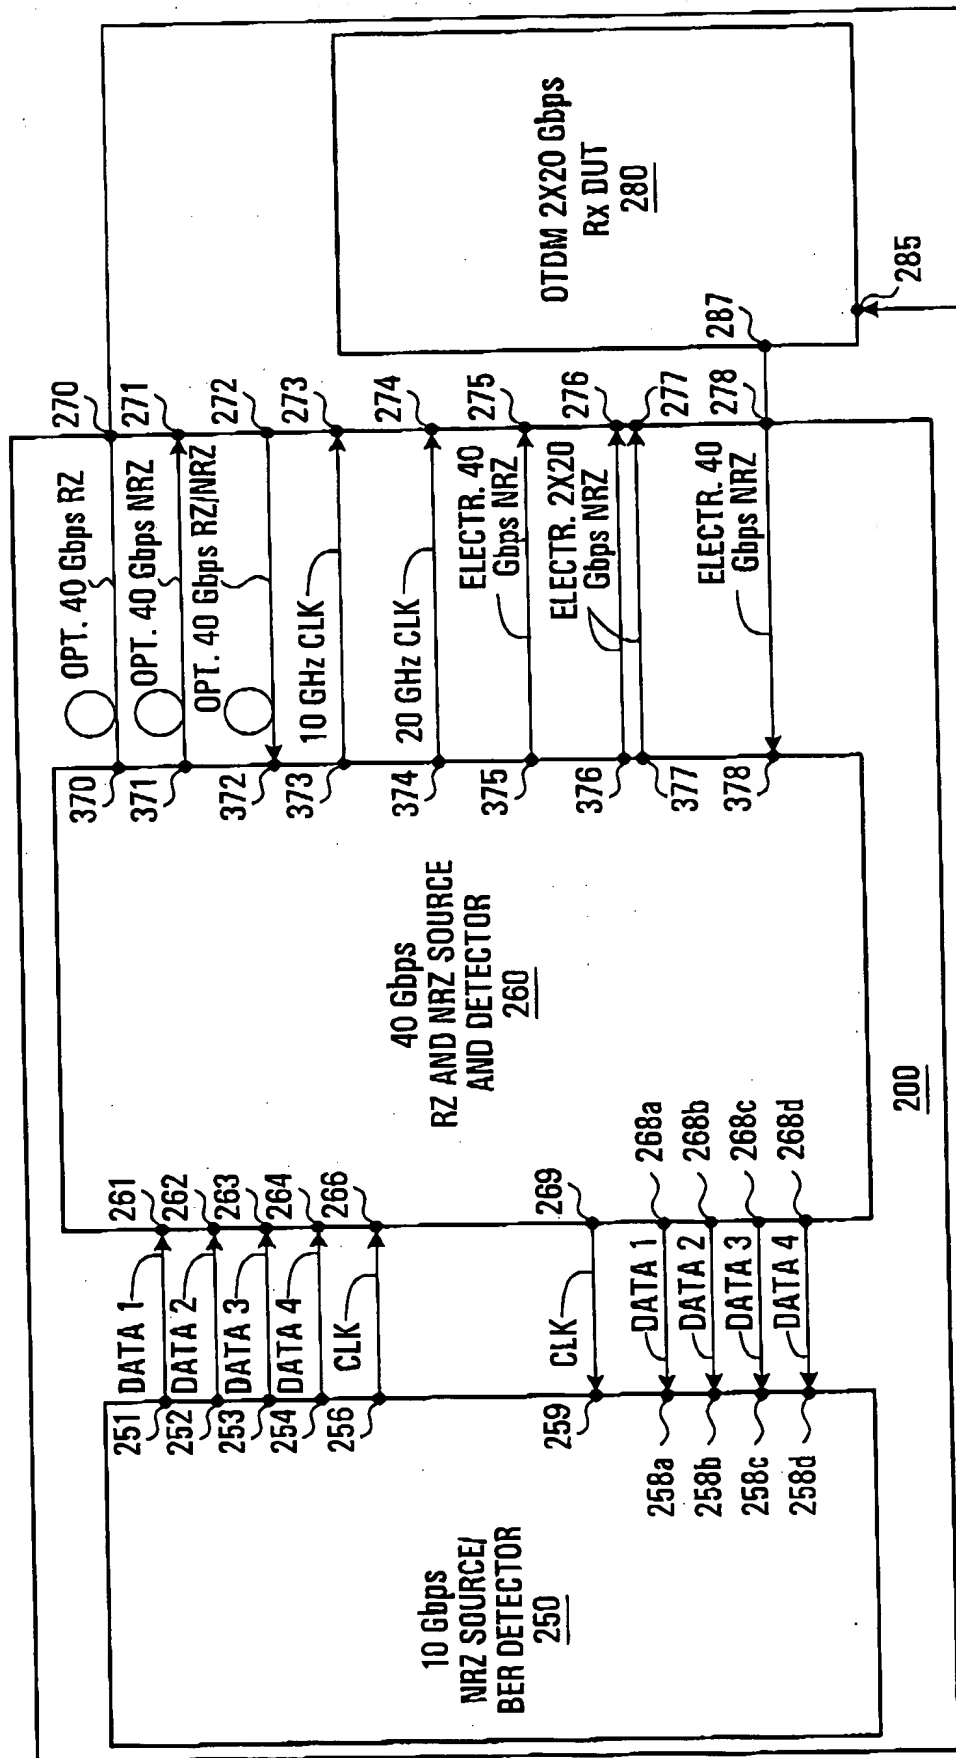 10 Gbps
NRZ SOURCE/
BER DETECTOR
250
251
252
253
254
256
259
258a
258b
258c
258d
DATA 1
DATA 2
DATA 3
DATA 4
CLK
CLK
DATA 1
DATA 2
DATA 3
DATA 4
261
262
263
264
266
269
268a
268b
268c
268d
40 Gbps
RZ AND NRZ SOURCE
AND DETECTOR
260
200
370
371
372
373
374
375
376
377
378
OPT. 40 Gbps RZ
OPT. 40 Gbps NRZ
OPT. 40 Gbps RZ/NRZ
10 GHz CLK
20 GHz CLK
ELECTR. 40
Gbps NRZ
ELECTR. 2X20
Gbps NRZ
ELECTR. 40
Gbps NRZ
270
271
272
273
274
275
276
277
278
287
OTDM 2X20 Gbps
Rx DUT
280
285